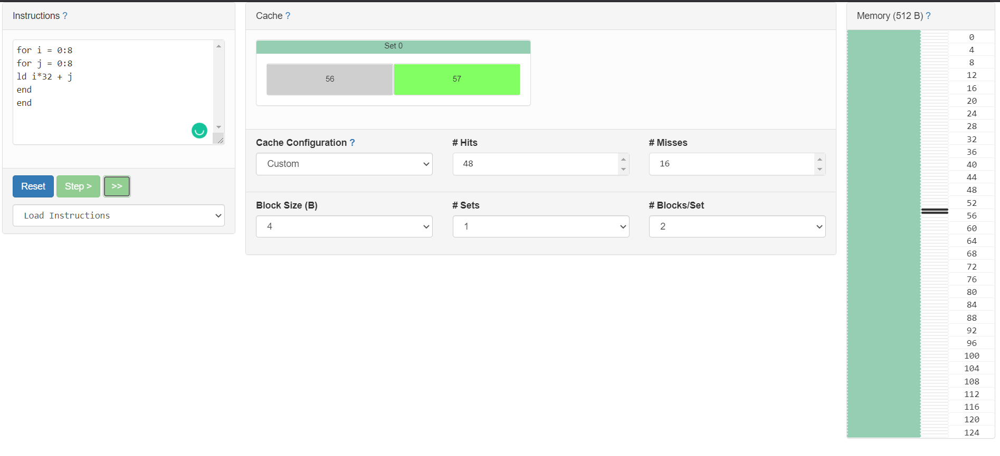 Instructions ?
for i = 0:8
for j = 0:8
ld i*32 + j
end
end
Reset
Step >
>>
Load Instructions
Cache ?
Set 0
56
57
Cache Configuration ?
# Hits
# Misses
Custom
48
16
Block Size (B)
# Sets
# Blocks/Set
4
1
2
Memory (512 B) ?
0
4
8
12
16
20
24
28
32
36
40
44
48
52
56
60
64
68
72
76
80
84
88
92
96
100
104
108
112
116
120
124